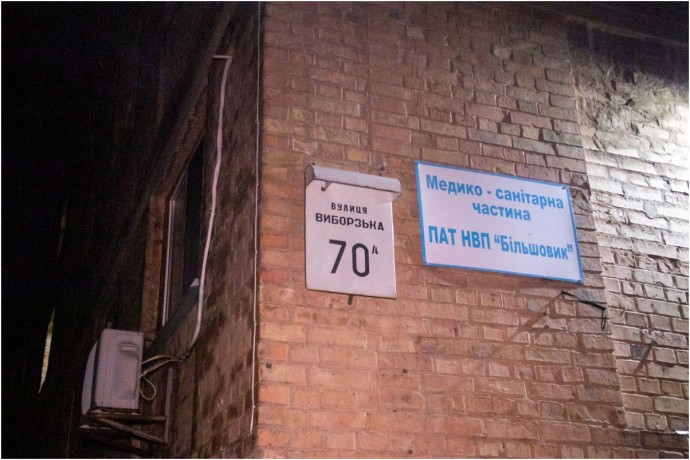 ВУЛИЦЯ
ВИБОРЗЬКА
70А
Медико - санітарна
частина
ПАТ НВП "Більшовик"